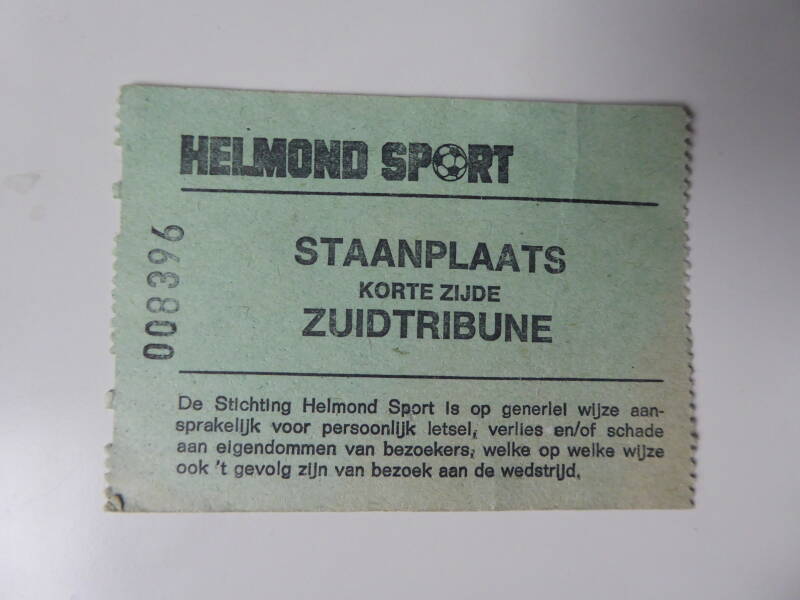 HELMOND SPORT
008396
STAANPLAATS
KORTE ZIJDE
ZUIDTRIBUNE
De Stichting Helmond Sport is op generlei wijze aan-
sprakelijk voor persoonlijk letsel, verlies en/of schade
aan eigendommen van bezoekers, welke op welke wijze
ook 't gevolg zijn van bezoek aan de wedstrijd.